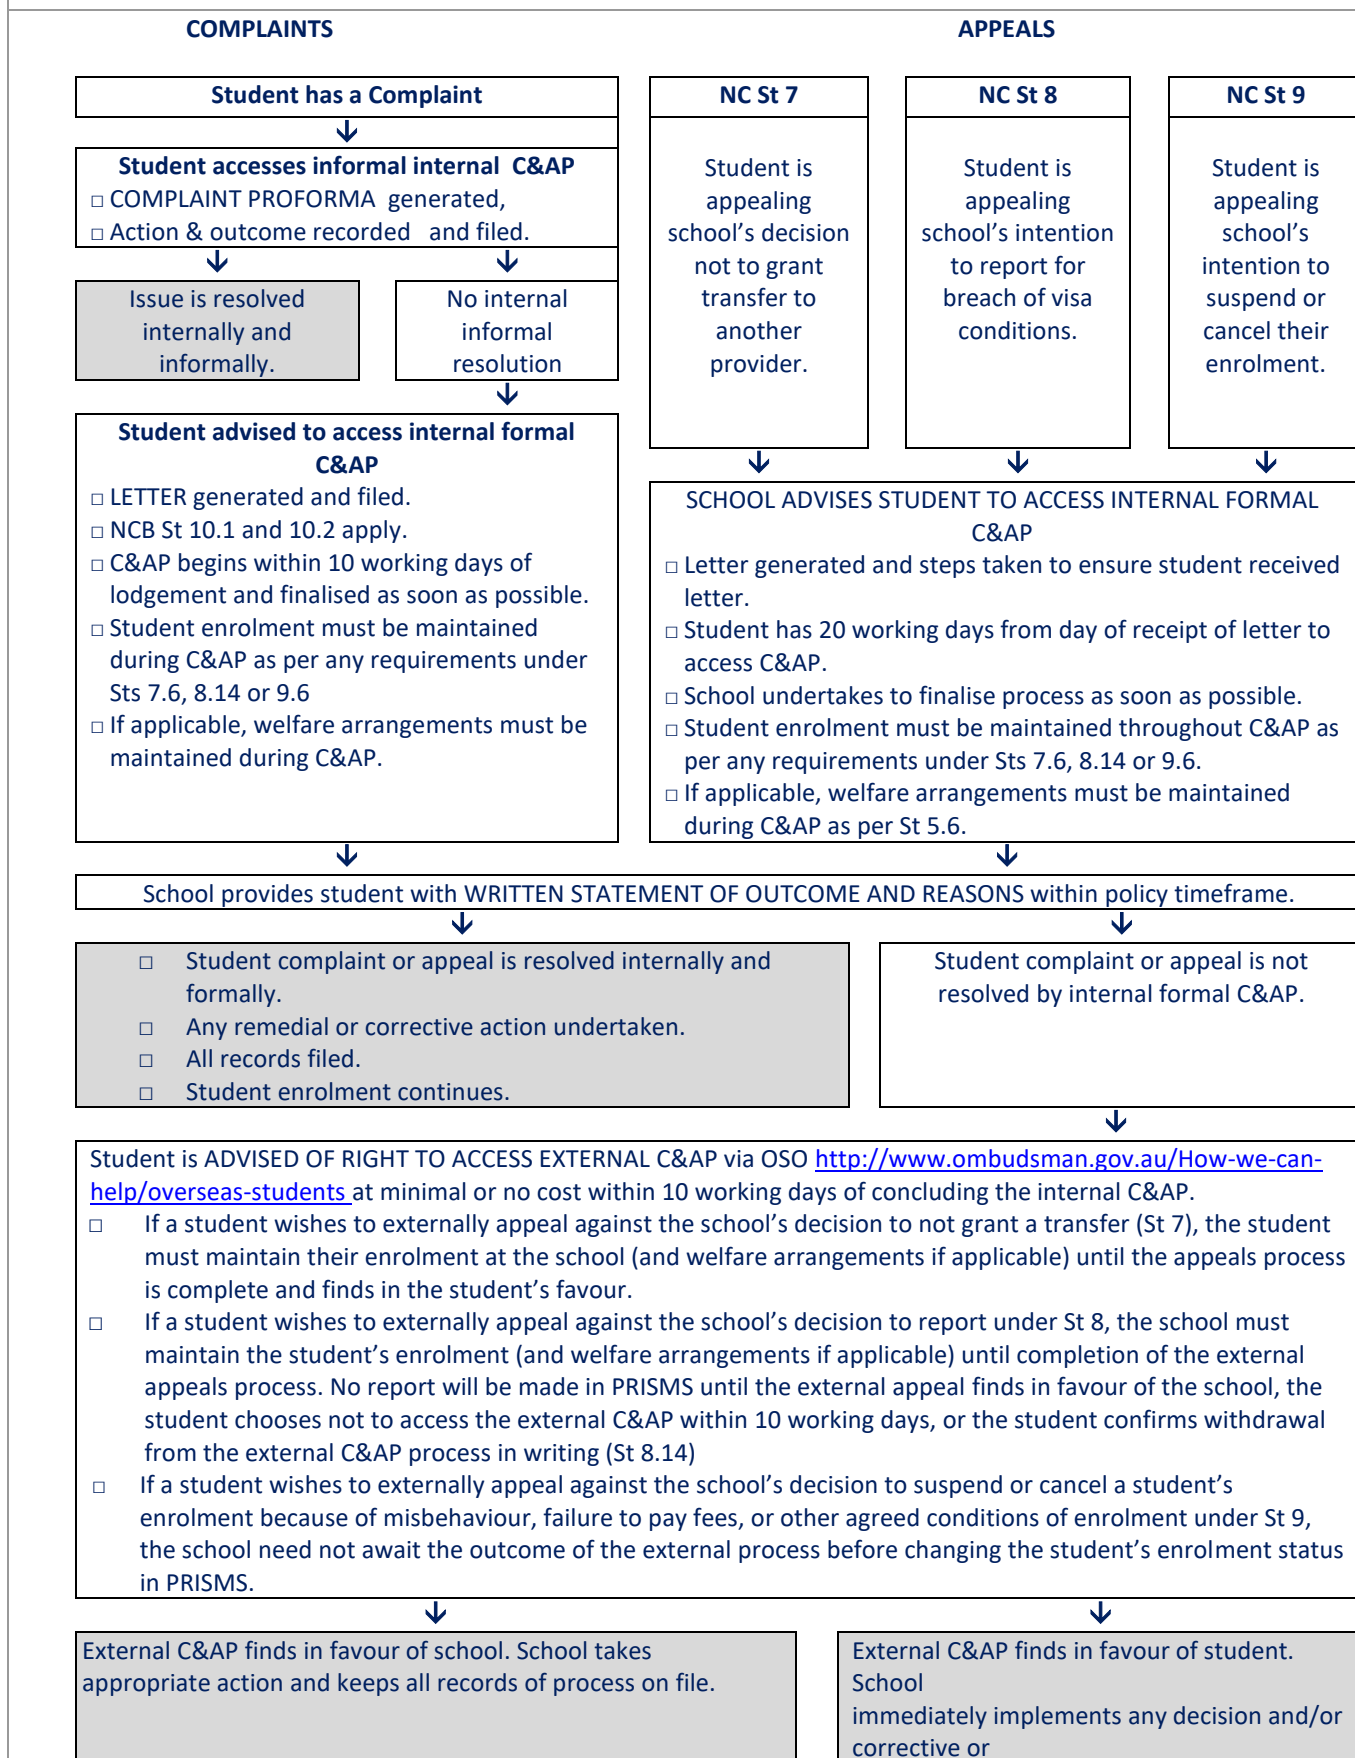 COMPLAINTS
APPEALS
Student has a Complaint
Student accesses informal internal C&AP
□ COMPLAINT PROFORMA generated,
□ Action & outcome recorded and filed.
Issue is resolved
internally and
informally.
No internal
informal
resolution
Student advised to access internal formal
C&AP
□ LETTER generated and filed.
□ NCB St 10.1 and 10.2 apply.
□ C&AP begins within 10 working days of
lodgement and finalised as soon as possible.
□ Student enrolment must be maintained
during C&AP as per any requirements under
Sts 7.6, 8.14 or 9.6
□ If applicable, welfare arrangements must be
maintained during C&AP.
NC St 7
Student is
appealing
school’s decision
not to grant
transfer to
another
provider.
NC St 8
Student is
appealing
school’s intention
to report for
breach of visa
conditions.
NC St 9
Student is
appealing
school’s
intention to
suspend or
cancel their
enrolment.
SCHOOL ADVISES STUDENT TO ACCESS INTERNAL FORMAL
C&AP
□ Letter generated and steps taken to ensure student received
letter.
□ Student has 20 working days from day of receipt of letter to
access C&AP.
□ School undertakes to finalise process as soon as possible.
□ Student enrolment must be maintained throughout C&AP as
per any requirements under Sts 7.6, 8.14 or 9.6.
□ If applicable, welfare arrangements must be maintained
during C&AP as per St 5.6.
School provides student with WRITTEN STATEMENT OF OUTCOME AND REASONS within policy timeframe.
□ Student complaint or appeal is resolved internally and
formally.
□ Any remedial or corrective action undertaken.
□ All records filed.
□ Student enrolment continues.
Student complaint or appeal is not
resolved by internal formal C&AP.
Student is ADVISED OF RIGHT TO ACCESS EXTERNAL C&AP via OSO http://www.ombudsman.gov.au/How-we-can-
help/overseas-students at minimal or no cost within 10 working days of concluding the internal C&AP.
□ If a student wishes to externally appeal against the school’s decision to not grant a transfer (St 7), the student
must maintain their enrolment at the school (and welfare arrangements if applicable) until the appeals process
is complete and finds in the student’s favour.
□ If a student wishes to externally appeal against the school’s decision to report under St 8, the school must
maintain the student’s enrolment (and welfare arrangements if applicable) until completion of the external
appeals process. No report will be made in PRISMS until the external appeal finds in favour of the school, the
student chooses not to access the external C&AP within 10 working days, or the student confirms withdrawal
from the external C&AP process in writing (St 8.14)
□ If a student wishes to externally appeal against the school’s decision to suspend or cancel a student’s
enrolment because of misbehaviour, failure to pay fees, or other agreed conditions of enrolment under St 9,
the school need not await the outcome of the external process before changing the student’s enrolment status
in PRISMS.
External C&AP finds in favour of school. School takes
appropriate action and keeps all records of process on file.
External C&AP finds in favour of student.
School
immediately implements any decision and/or
corrective or